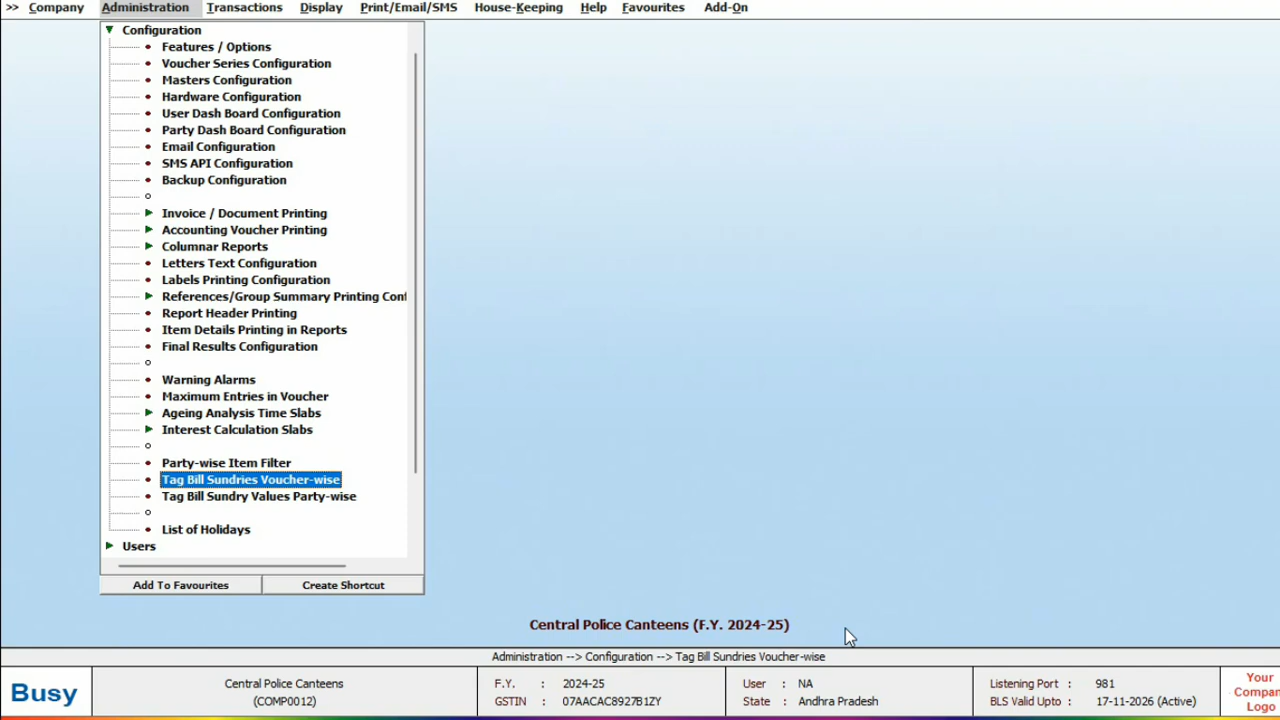 >> Company Administration Transactions Display Print/Email/SMS House-Keeping Help Favourites Add-On
Configuration
Features / Options
Voucher Series Configuration
Masters Configuration
Hardware Configuration
User Dash Board Configuration
Party Dash Board Configuration
Email Configuration
SMS API Configuration
Backup Configuration
Invoice / Document Printing
Accounting Voucher Printing
Columnar Reports
Letters Text Configuration
Labels Printing Configuration
References/Group Summary Printing Conf
Report Header Printing
Item Details Printing in Reports
Final Results Configuration
Warning Alarms
Maximum Entries in Voucher
Ageing Analysis Time Slabs
Interest Calculation Slabs
Party-wise Item Filter
Tag Bill Sundries Voucher-wise
Tag Bill Sundry Values Party-wise
List of Holidays
Users
Add To Favourites Create Shortcut
Central Police Canteens (F.Y. 2024-25)
Administration --> Configuration --> Tag Bill Sundries Voucher-wise
Busy
Central Police Canteens
(COMP0012)
F.Y. : 2024-25
GSTIN : 07AACAC8927B1ZY
User : NA
State : Andhra Pradesh
Listening Port : 981
BLS Valid Upto : 17-11-2026 (Active)
Your
Compan
Logo